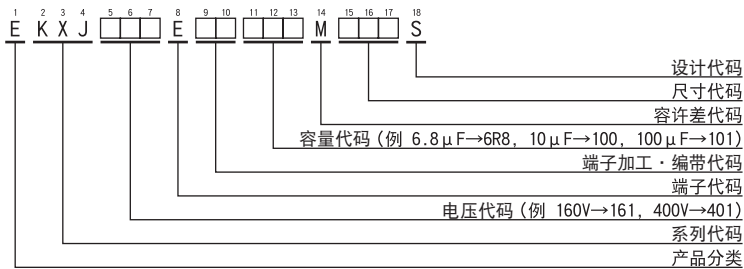 1 2 3 4 5 6 7 8 9 10 11 12 13 14 15 16 17 18
E KXJ □□□ E □□ □□□ M □□□ S
设计代码
尺寸代码
容许差代码
容量代码(例 6.8μF→6R8, 10μF→100, 100μF→101)
端子加工·编带代码
端子代码
电压代码(例 160V→161, 400V→401)
系列代码
产品分类